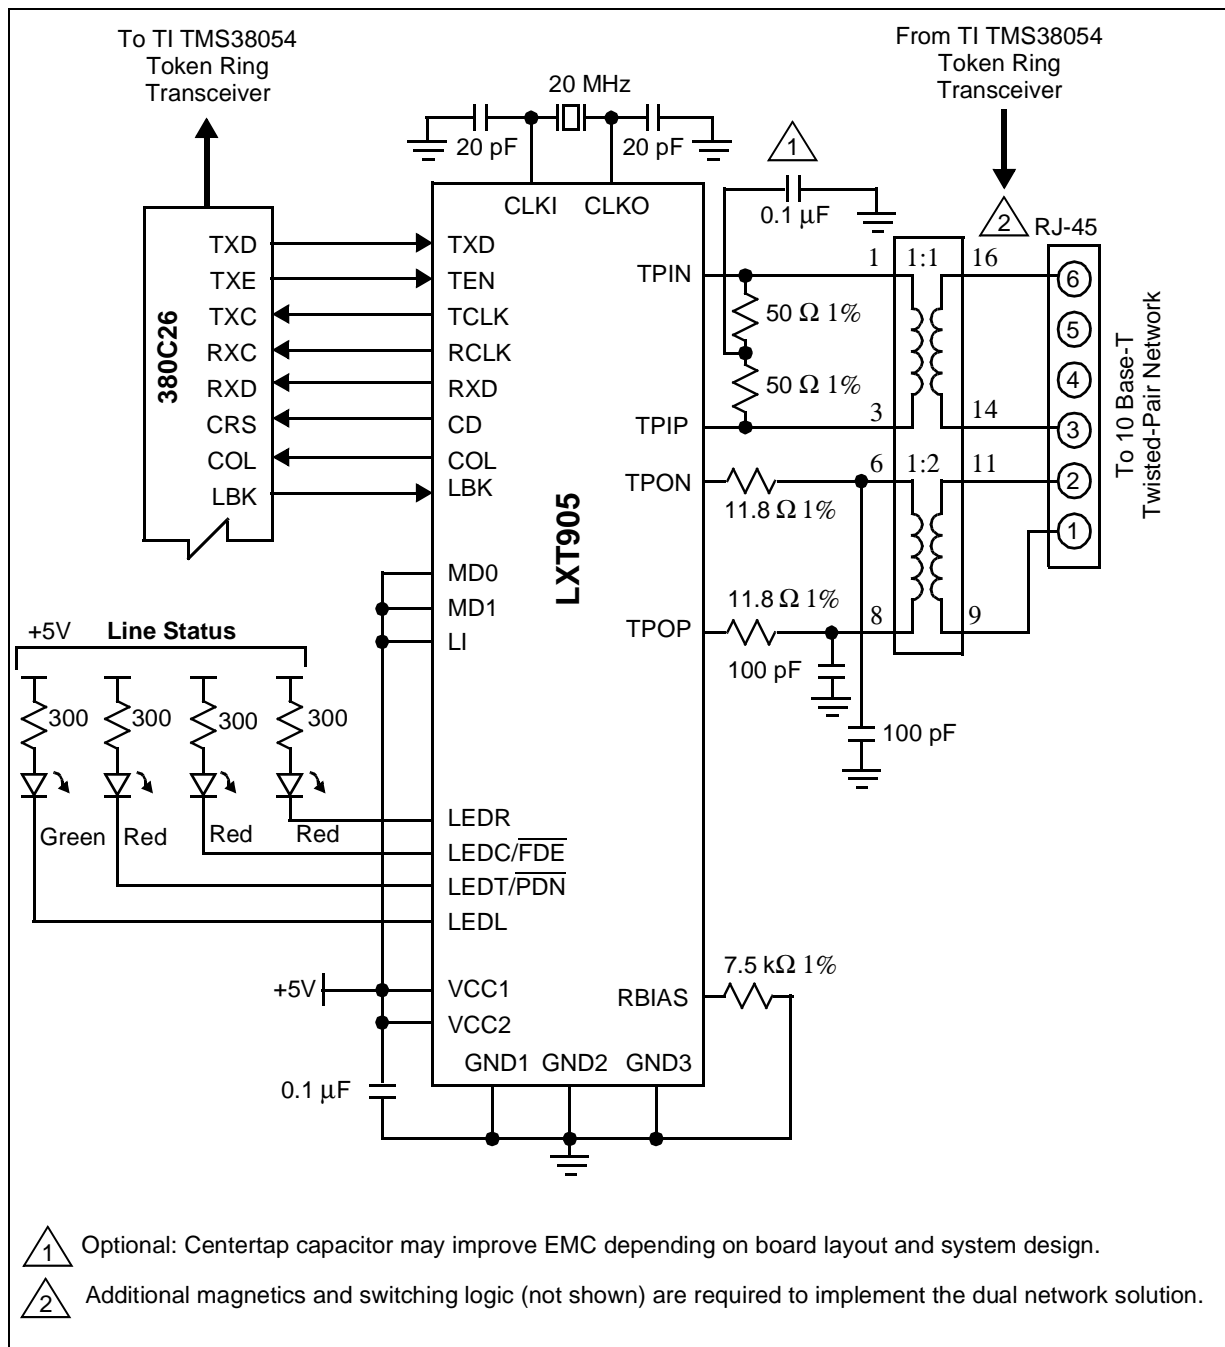 To TI TMS38054
Token Ring
Transceiver
From TI TMS38054
Token Ring
Transceiver
20 MHz
20 pF
20 pF
1
0.1 μF
2
RJ-45
CLKI
CLKO
380C26
TXD
TXE
TXC
RXC
RXD
CRS
COL
LBK
LXT905
TXD
TEN
TCLK
RCLK
RXD
CD
COL
LBK
MD0
MD1
LI
LEDR
LEDC/FDE
LEDT/PDN
LEDL
VCC1
VCC2
GND1
GND2
GND3
TPIN
TPIP
TPON
TPOP
RBIAS
50 Ω 1%
50 Ω 1%
11.8 Ω 1%
11.8 Ω 1%
100 pF
100 pF
7.5 kΩ 1%
1
1:1
16
3
14
6
1:2
11
8
9
6
5
4
3
2
1
To 10 Base-T
Twisted-Pair Network
+5V
Line Status
300
300
300
300
Green
Red
Red
Red
+5V
0.1 μF
1
Optional: Centertap capacitor may improve EMC depending on board layout and system design.
2
Additional magnetics and switching logic (not shown) are required to implement the dual network solution.